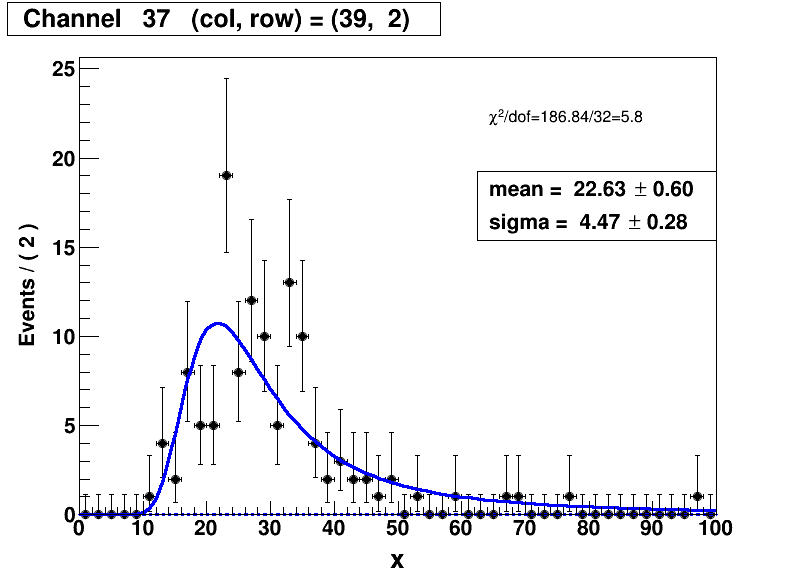 Channel 37 (col, row) = (39, 2)
25
χ²/dof=186.84/32=5.8
20
mean = 22.63 ± 0.60
sigma = 4.47 ± 0.28
15
Events / ( 2 )
10
5
0
0 10 20 30 40 50 60 70 80 90 100
x